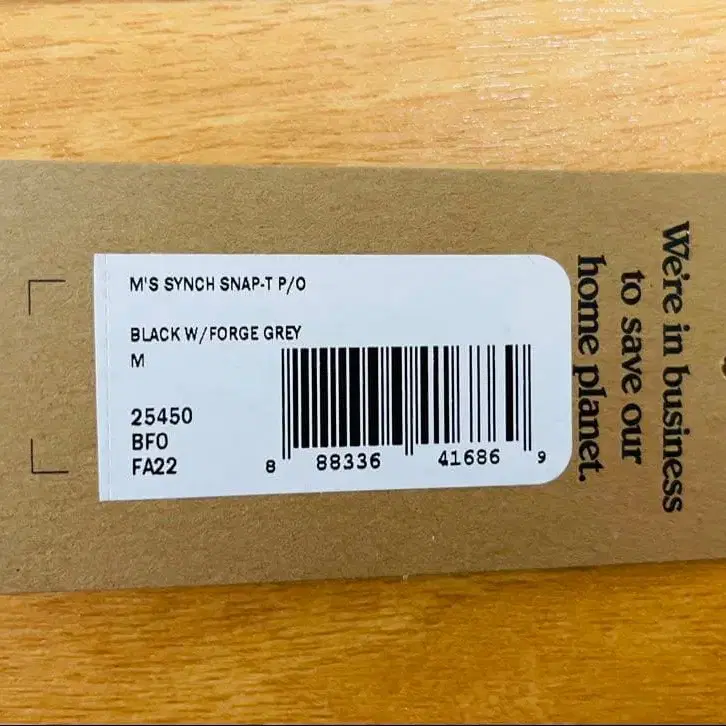 M'S SYNCH SNAP-T P/O
BLACK W/FORGE GREY
M
25450
BFO
FA22
8 88336 41686 9
We're in business
to save our
home planet.